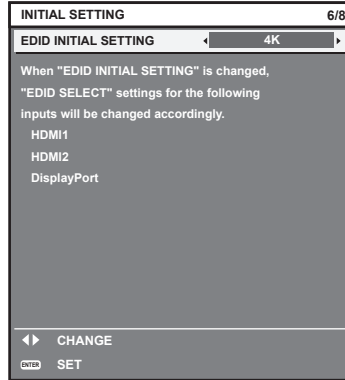 INITIAL SETTING 6/8
EDID INITIAL SETTING 4K
When "EDID INITIAL SETTING" is changed,
"EDID SELECT" settings for the following
inputs will be changed accordingly.
HDMI1
HDMI2
DisplayPort
CHANGE
ENTER SET